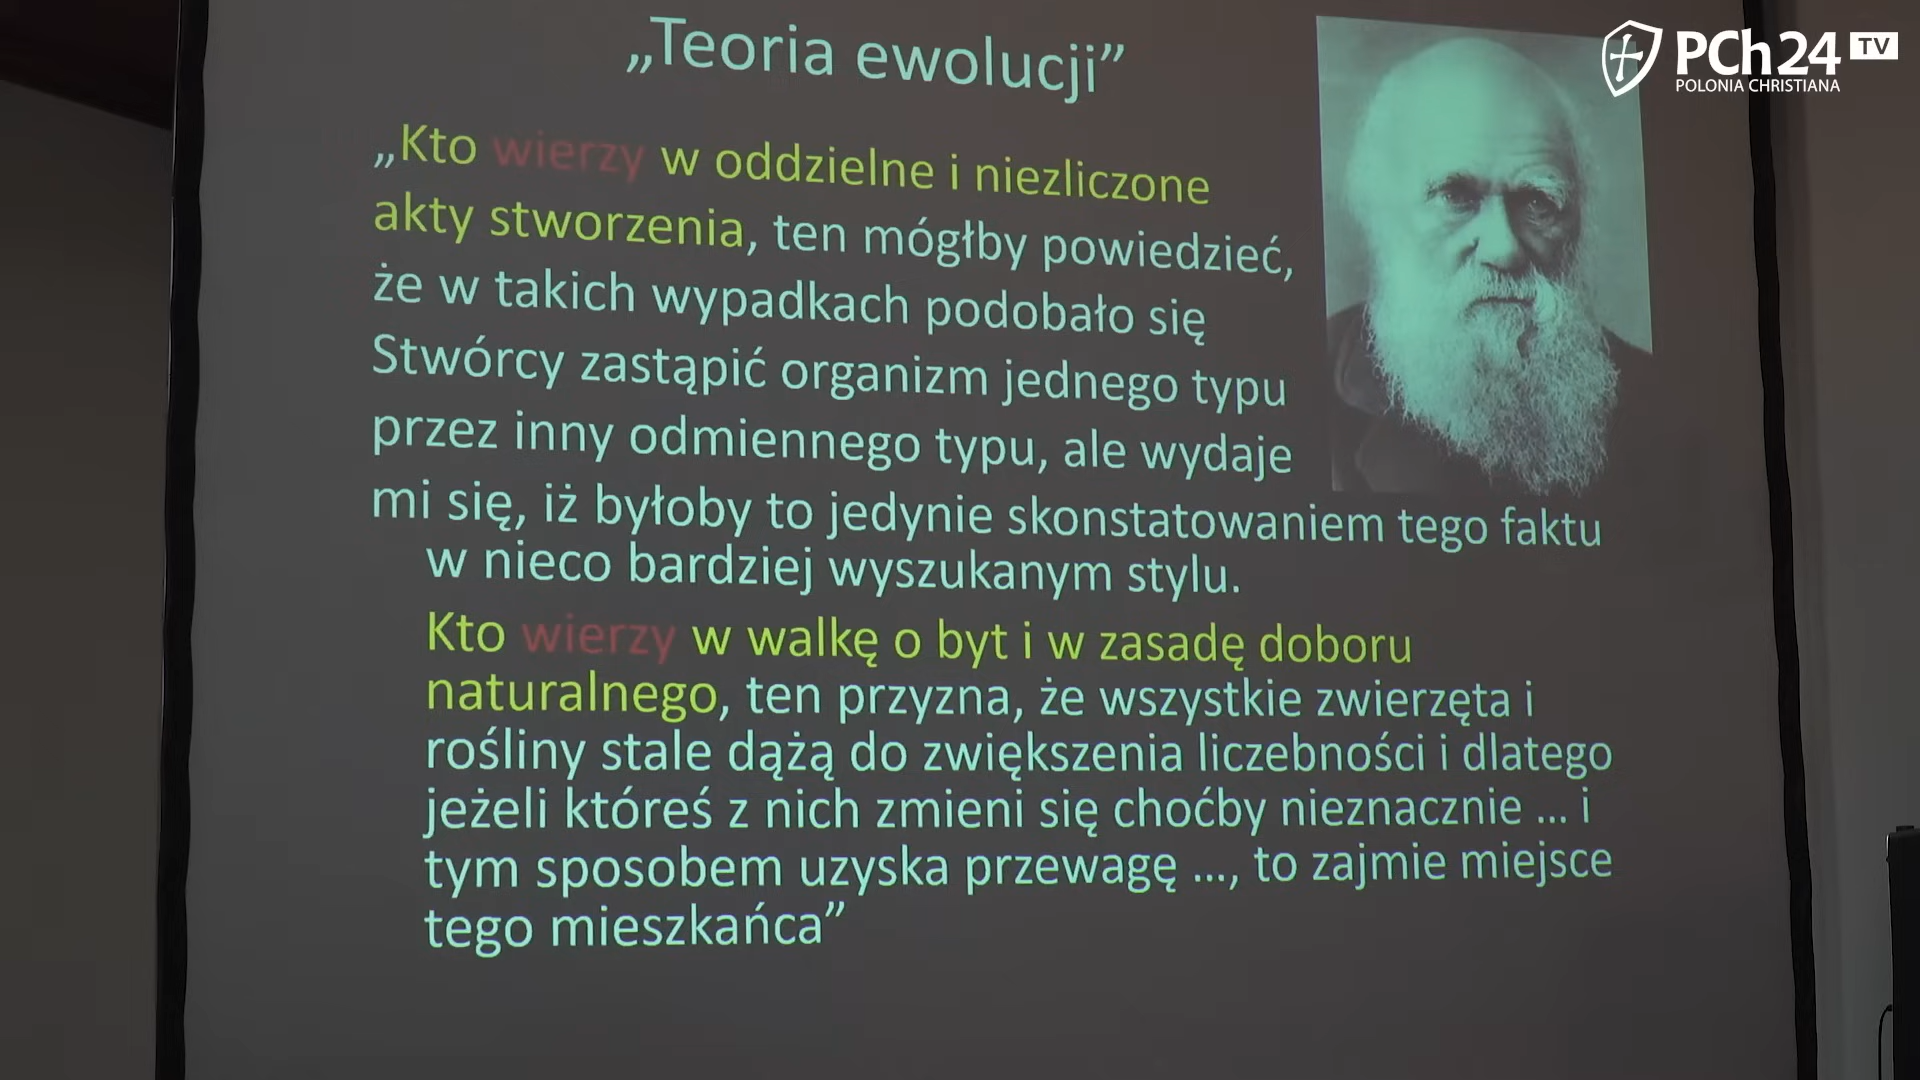 „Teoria ewolucji”
PCh24 TV
POLONIA CHRISTIANA
„Kto wierzy w oddzielne i niezliczone
akty stworzenia, ten mógłby powiedzieć,
że w takich wypadkach podobało się
Stwórcy zastąpić organizm jednego typu
przez inny odmiennego typu, ale wydaje
mi się, iż byłoby to jedynie skonstatowaniem tego faktu
w nieco bardziej wyszukanym stylu.
Kto wierzy w walkę o byt i w zasadę doboru
naturalnego, ten przyzna, że wszystkie zwierzęta i
rośliny stale dążą do zwiększenia liczebności i dlatego
jeżeli któreś z nich zmieni się choćby nieznacznie ... i
tym sposobem uzyska przewagę ..., to zajmie miejsce
tego mieszkańca”